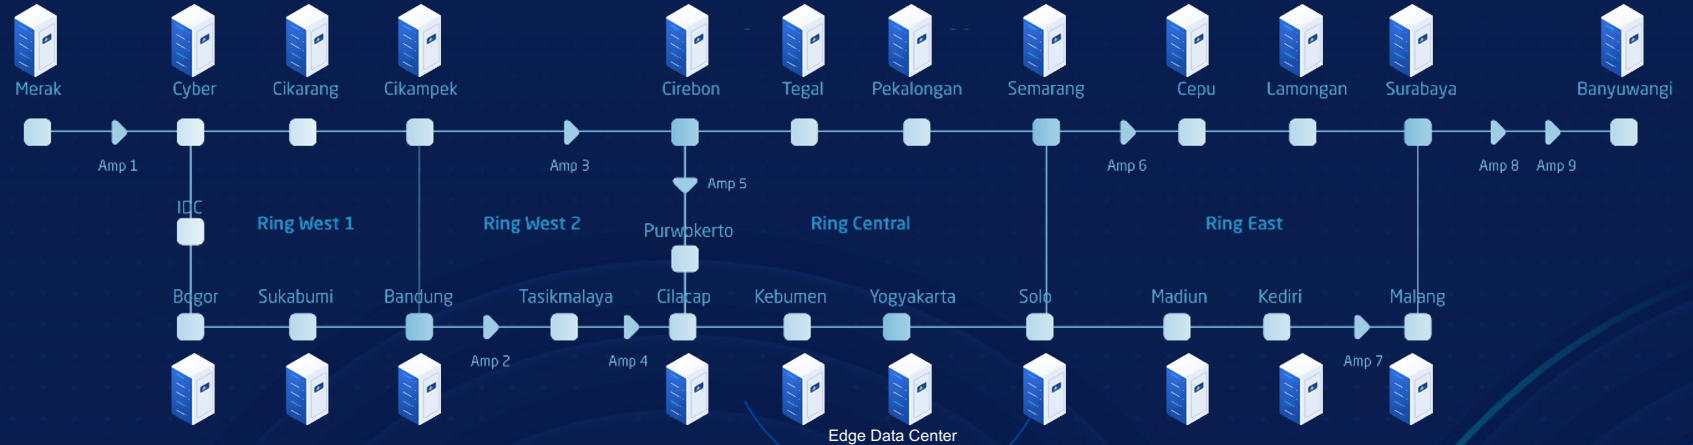 Merak
Cyber
Cikarang
Cikampek
Cirebon
Tegal
Pekalongan
Semarang
Cepu
Lamongan
Surabaya
Banyuwangi
Amp 1
Amp 3
Amp 5
Amp 6
Amp 8
Amp 9
IDC
Ring West 1
Ring West 2
Purwokerto
Ring Central
Ring East
Bogor
Sukabumi
Bandung
Tasikmalaya
Cilacap
Kebumen
Yogyakarta
Solo
Madiun
Kediri
Malang
Amp 2
Amp 4
Amp 7
Edge Data Center